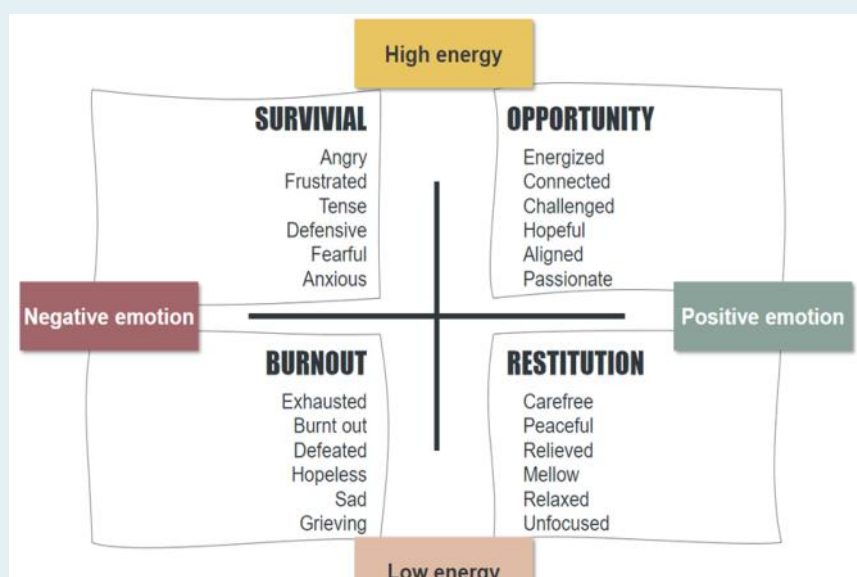 High energy
SURVIVIAL
Angry
Frustrated
Tense
Defensive
Fearful
Anxious
OPPORTUNITY
Energized
Connected
Challenged
Hopeful
Aligned
Passionate
Negative emotion
Positive emotion
BURNOUT
Exhausted
Burnt out
Defeated
Hopeless
Sad
Grieving
RESTITUTION
Carefree
Peaceful
Relieved
Mellow
Relaxed
Unfocused
Low energy